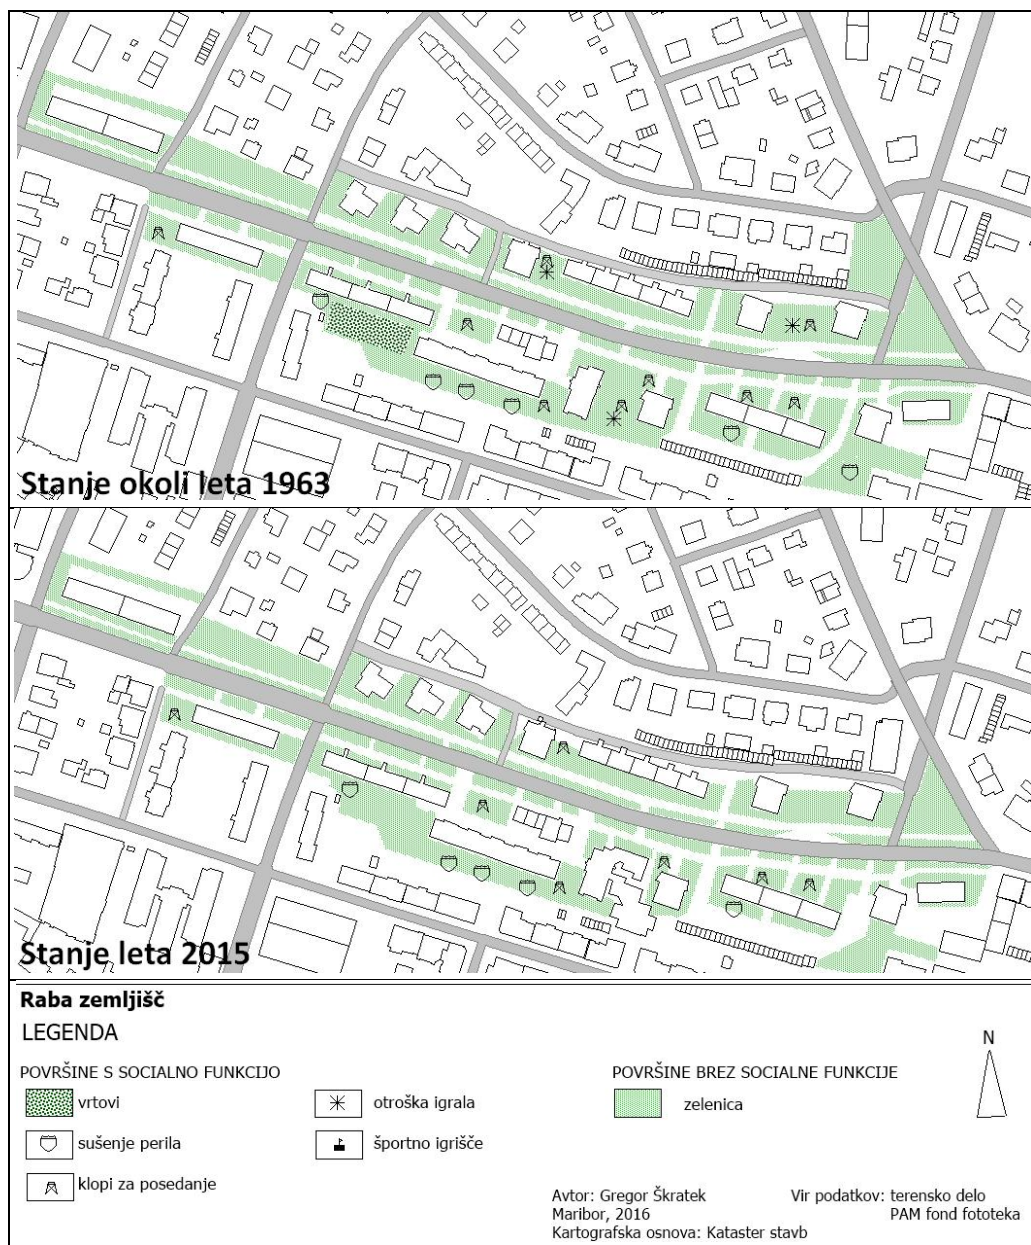 Stanje okoli leta 1963
Stanje leta 2015
Raba zemljišč
LEGENDA
POVRŠINE S SOCIALNO FUNKCIJO
vrtovi
sušenje perila
klopi za posedanje
otroška igrala
športno igrišče
POVRŠINE BREZ SOCIALNE FUNKCIJE
zelenica
N
Avtor: Gregor Škratek
Maribor, 2016
Kartografska osnova: Kataster stavb
Vir podatkov: terensko delo
PAM fond fototeka